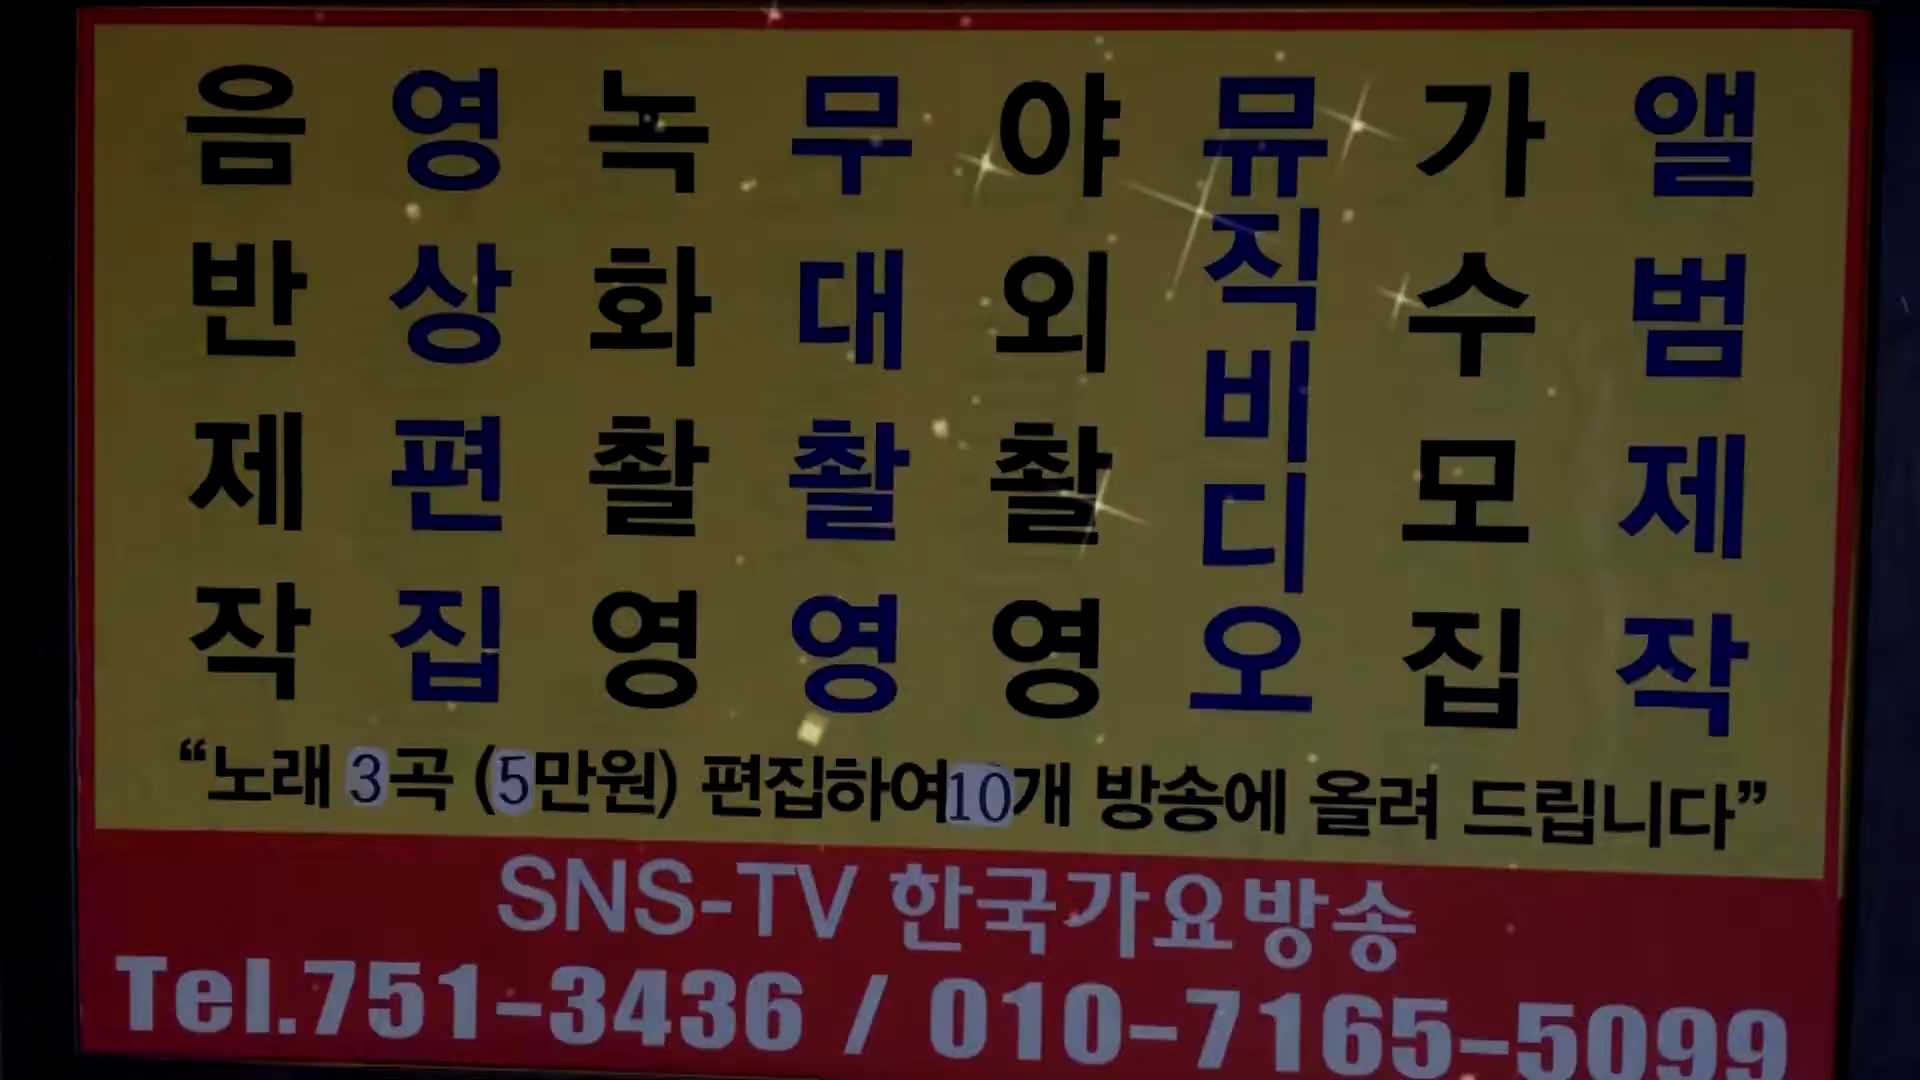 음반제작
영상편집
녹화촬영
무대촬영
야외촬영
뮤직비디오
가수모집
앨범제작
“노래 3곡 (5만원) 편집하여10개 방송에 올려 드립니다”
SNS-TV 한국가요방송
Tel.751-3436 / 010-7165-5099